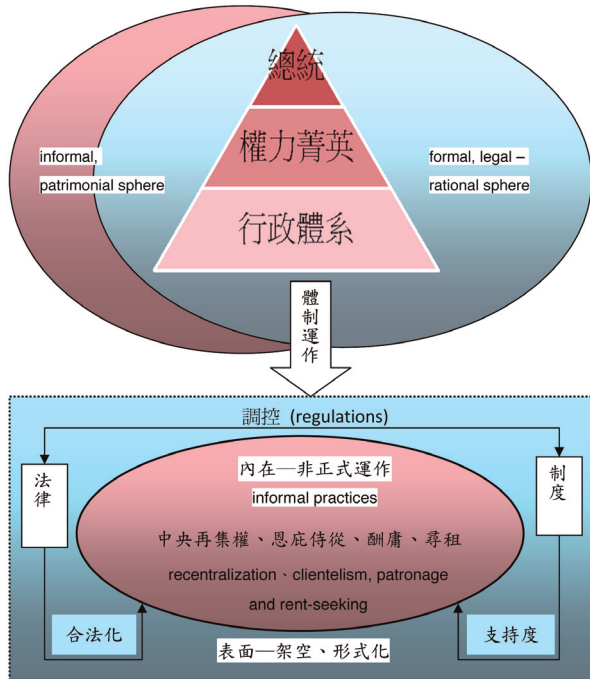 總統
權力菁英
行政體系
informal,
patrimonial sphere
formal, legal –
rational sphere
體制運作
調控 (regulations)
法律
制度
內在—非正式運作
informal practices
中央再集權、恩庇侍從、酬庸、尋租
recentralization、clientelism, patronage
and rent-seeking
合法化
支持度
表面—架空、形式化